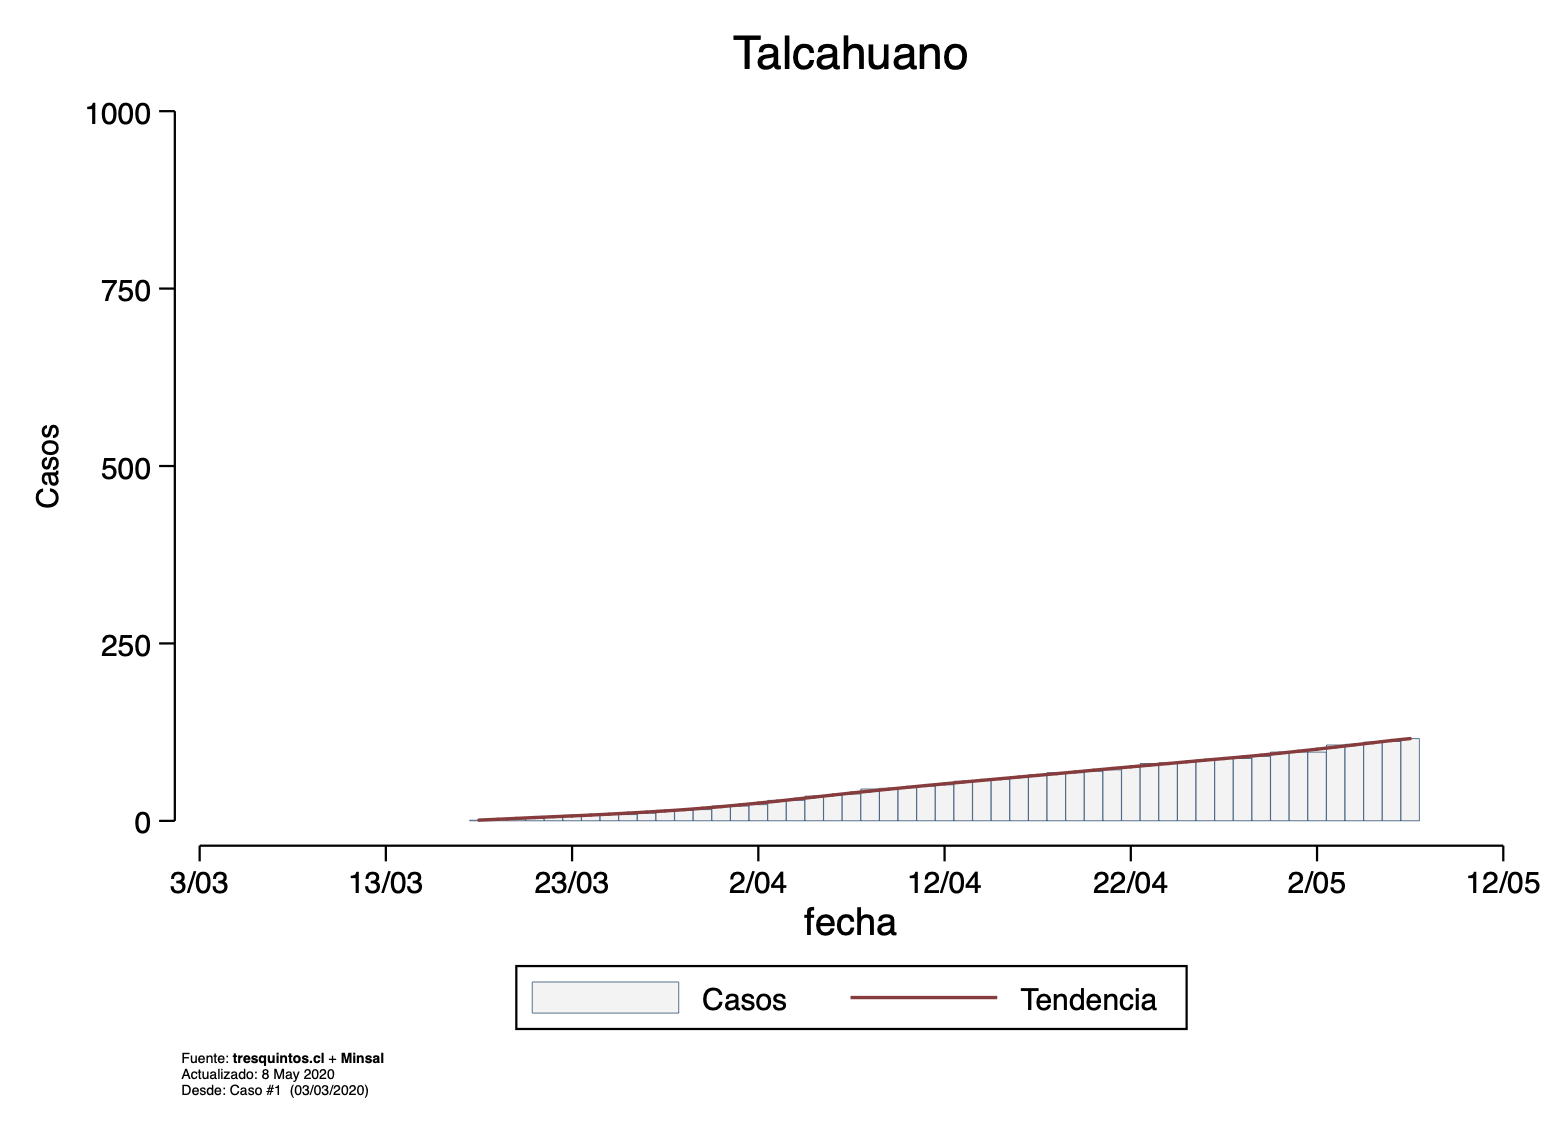 Talcahuano
1000
750
500
250
0
Casos
3/03 13/03 23/03 2/04 12/04 22/04 2/05 12/05
fecha
Casos Tendencia
Fuente: tresquintos.cl + Minsal
Actualizado: 8 May 2020
Desde: Caso #1 (03/03/2020)